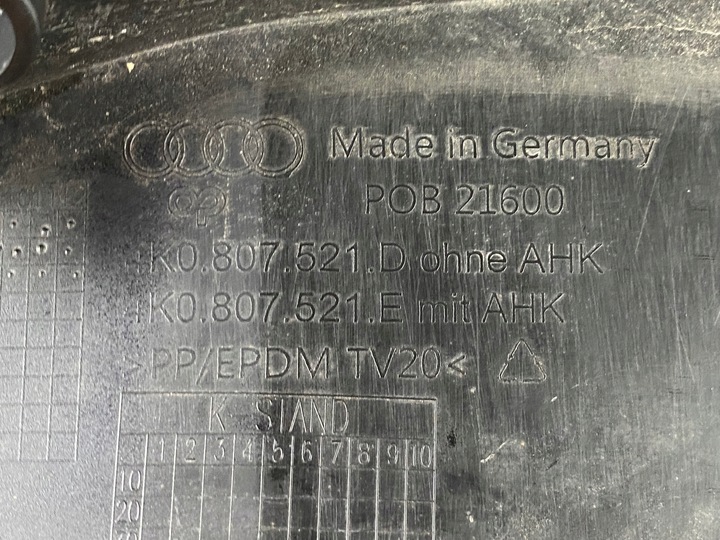 Made in Germany
op POB 21600
4K0.807.521.D ohne AHK
4K0.807.521.E mit AHK
>PP/EPDM TV20<
K-STAND
1 2 3 4 5 6 7 8 9 10
10
20